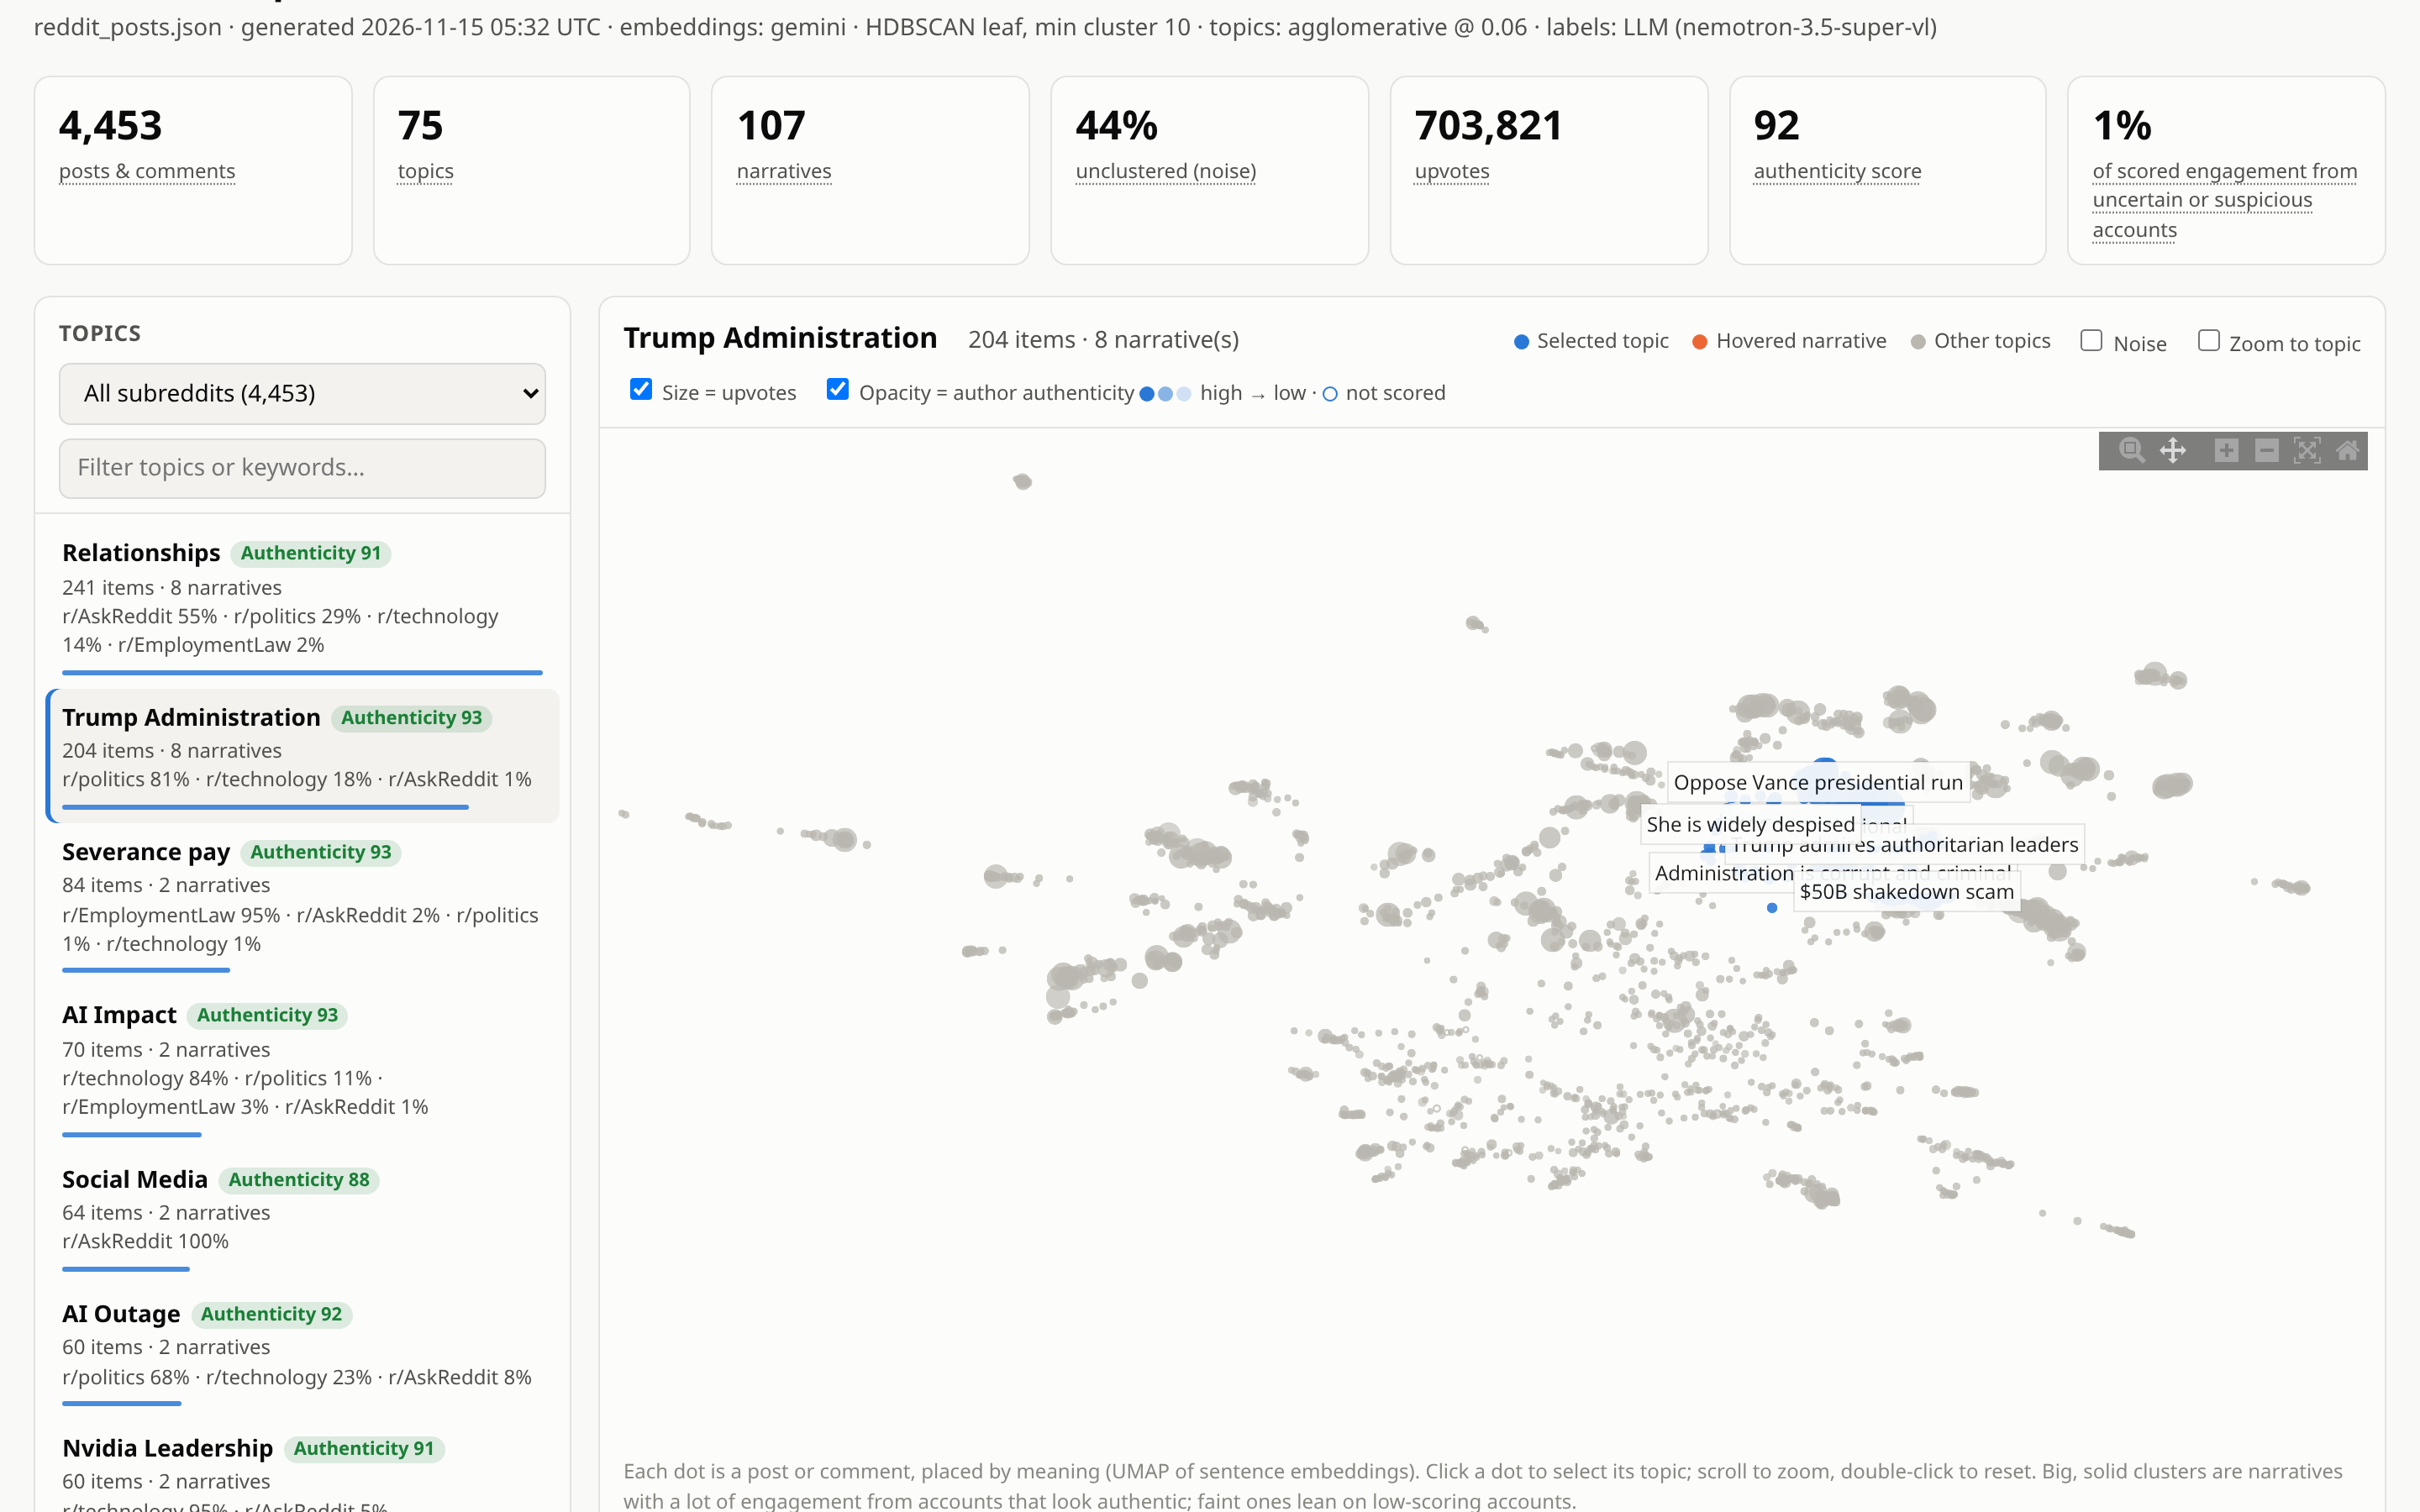 reddit_posts.json · generated 2026-11-15 05:32 UTC · embeddings: gemini · HDBSCAN leaf, min cluster 10 · topics: agglomerative @ 0.06 · labels: LLM (nemotron-3.5-super-vl)
4,453
posts & comments
75
topics
107
narratives
44%
unclustered (noise)
703,821
upvotes
92
authenticity score
1%
of scored engagement from
uncertain or suspicious
accounts
TOPICS
All subreddits (4,453)
Filter topics or keywords...
Relationships Authenticity 91
241 items · 8 narratives
r/AskReddit 55% · r/politics 29% · r/technology
14% · r/EmploymentLaw 2%
Trump Administration Authenticity 93
204 items · 8 narratives
r/politics 81% · r/technology 18% · r/AskReddit 1%
Severance pay Authenticity 93
84 items · 2 narratives
r/EmploymentLaw 95% · r/AskReddit 2% · r/politics
1% · r/technology 1%
AI Impact Authenticity 93
70 items · 2 narratives
r/technology 84% · r/politics 11% ·
r/EmploymentLaw 3% · r/AskReddit 1%
Social Media Authenticity 88
64 items · 2 narratives
r/AskReddit 100%
AI Outage Authenticity 92
60 items · 2 narratives
r/politics 68% · r/technology 23% · r/AskReddit 8%
Nvidia Leadership Authenticity 91
60 items · 2 narratives
r/technology 95% · r/AskReddit 5%
Trump Administration 204 items · 8 narrative(s)
Selected topic Hovered narrative Other topics Noise Zoom to topic
Size = upvotes Opacity = author authenticity high → low · not scored
Oppose Vance presidential run
She is widely despised
Trump admires authoritarian leaders
Administration is corrupt and criminal
$50B shakedown scam
Each dot is a post or comment, placed by meaning (UMAP of sentence embeddings). Click a dot to select its topic; scroll to zoom, double-click to reset. Big, solid clusters are narratives
with a lot of engagement from accounts that look authentic; faint ones lean on low-scoring accounts.